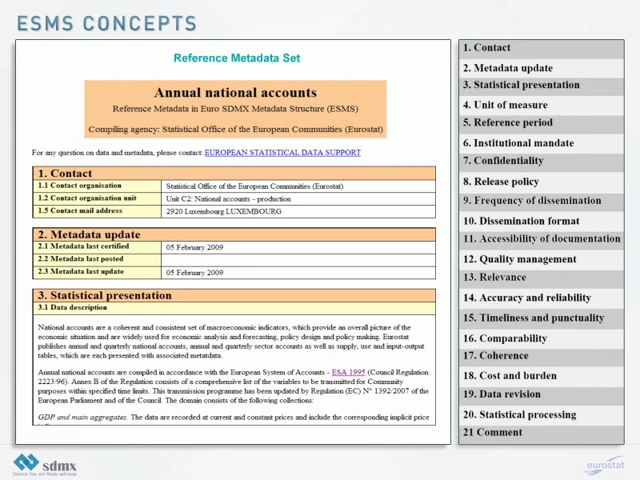 ESMS CONCEPTS
Reference Metadata Set
Annual national accounts
Reference Metadata in Euro SDMX Metadata Structure (ESMS)
Compiling agency: Statistical Office of the European Communities (Eurostat)
For any question on data and metadata, please contact: EUROPEAN STATISTICAL DATA SUPPORT
1. Contact
1.1 Contact organisation Statistical Office of the European Communities (Eurostat)
1.2 Contact organisation unit Unit C2: National accounts - production
1.5 Contact mail address 2920 Luxembourg LUXEMBOURG
2. Metadata update
2.1 Metadata last certified 05 February 2009
2.2 Metadata last posted
2.3 Metadata last update 05 February 2009
3. Statistical presentation
3.1 Data description
National accounts are a coherent and consistent set of macroeconomic indicators, which provide an overall picture of the
economic situation and are widely used for economic analysis and forecasting, policy design and policy making. Eurostat
publishes annual and quarterly national accounts, annual and quarterly sector accounts as well as supply, use and input-output
tables, which are each presented with associated metatdata.
Annual national accounts are compiled in accordance with the European System of Accounts - ESA 1995 (Council Regulation
2223/96). Annex B of the Regulation consists of a comprehensive list of the variables to be transmitted for Community
purposes within specified time limits. This transmission programme has been updated by Regulation (EC) N° 1392/2007 of the
European Parliament and of the Council. The domain consists of the following collections:
GDP and main aggregates. The data are recorded at current and constant prices and include the corresponding implicit price
1. Contact
2. Metadata update
3. Statistical presentation
4. Unit of measure
5. Reference period
6. Institutional mandate
7. Confidentiality
8. Release policy
9. Frequency of dissemination
10. Dissemination format
11. Accessibility of documentation
12. Quality management
13. Relevance
14. Accuracy and reliability
15. Timeliness and punctuality
16. Comparability
17. Coherence
18. Cost and burden
19. Data revision
20. Statistical processing
21 Comment
sdmx
Statistical Data and Metadata eXchange
eurostat